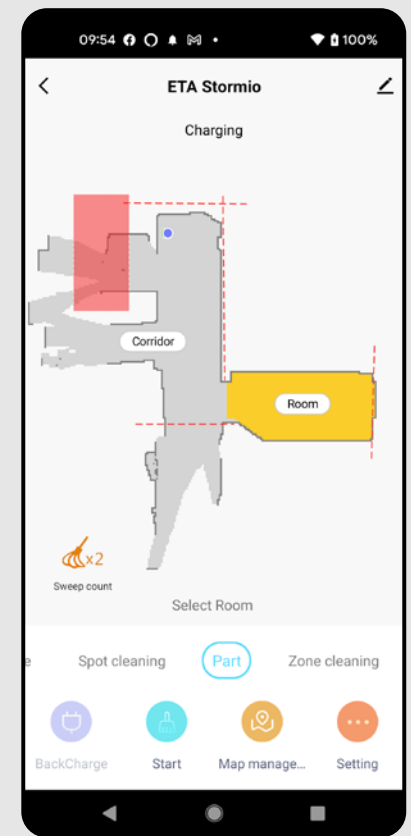 09:54 100%
ETA Stormio
Charging
Corridor
Room
x2
Sweep count
Select Room
e Spot cleaning Part Zone cleaning
BackCharge Start Map manage... Setting